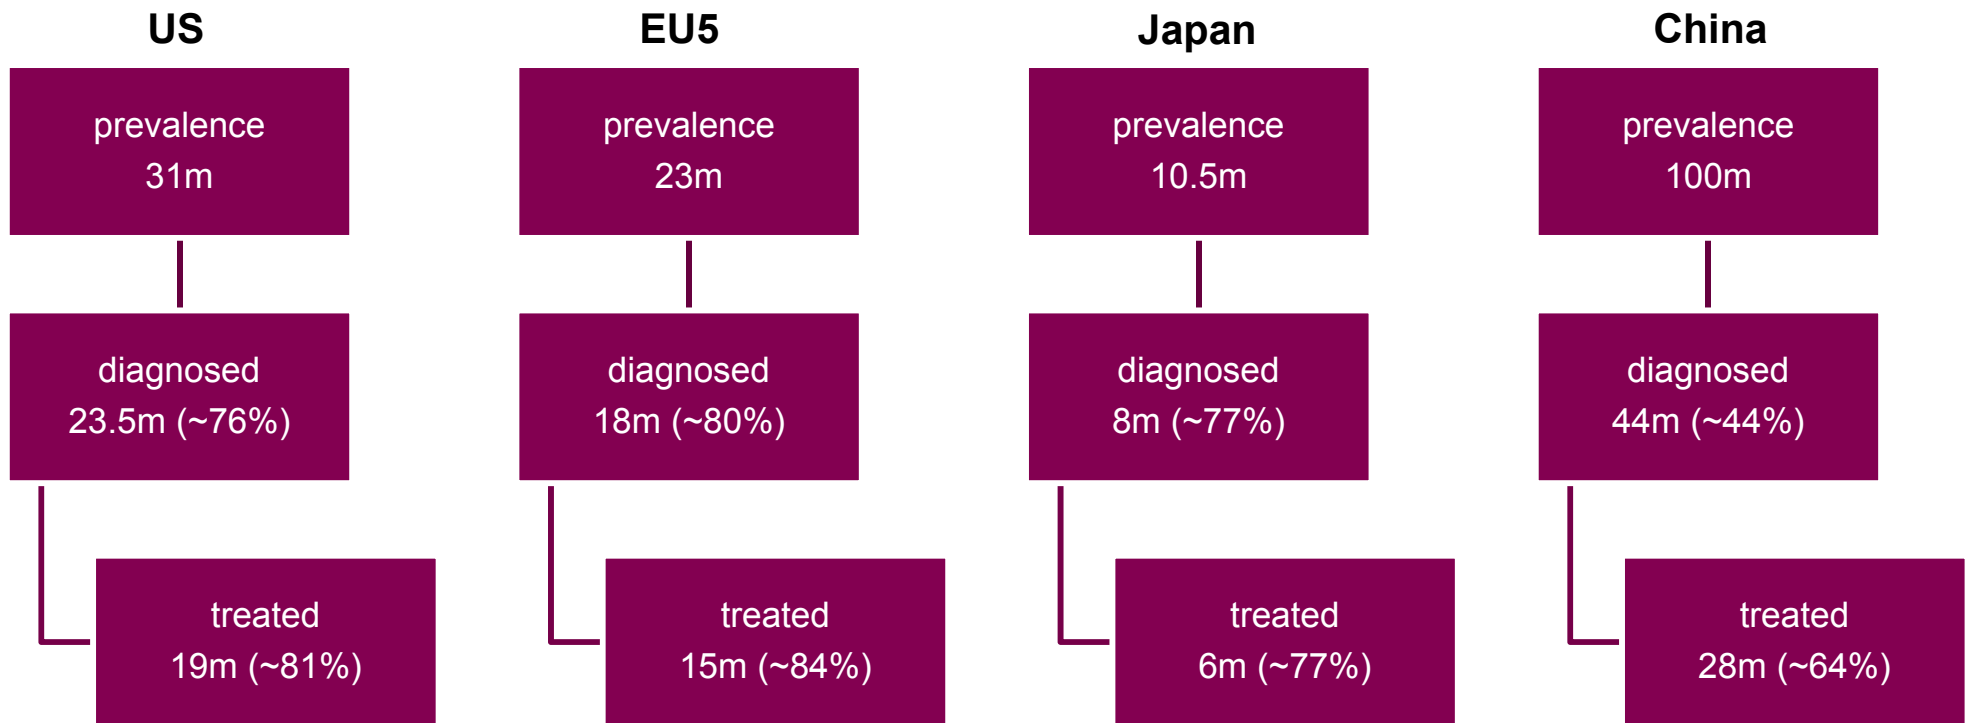 US
prevalence
31m
diagnosed
23.5m (~76%)
treated
19m (~81%)
EU5
prevalence
23m
diagnosed
18m (~80%)
treated
15m (~84%)
Japan
prevalence
10.5m
diagnosed
8m (~77%)
treated
6m (~77%)
China
prevalence
100m
diagnosed
44m (~44%)
treated
28m (~64%)